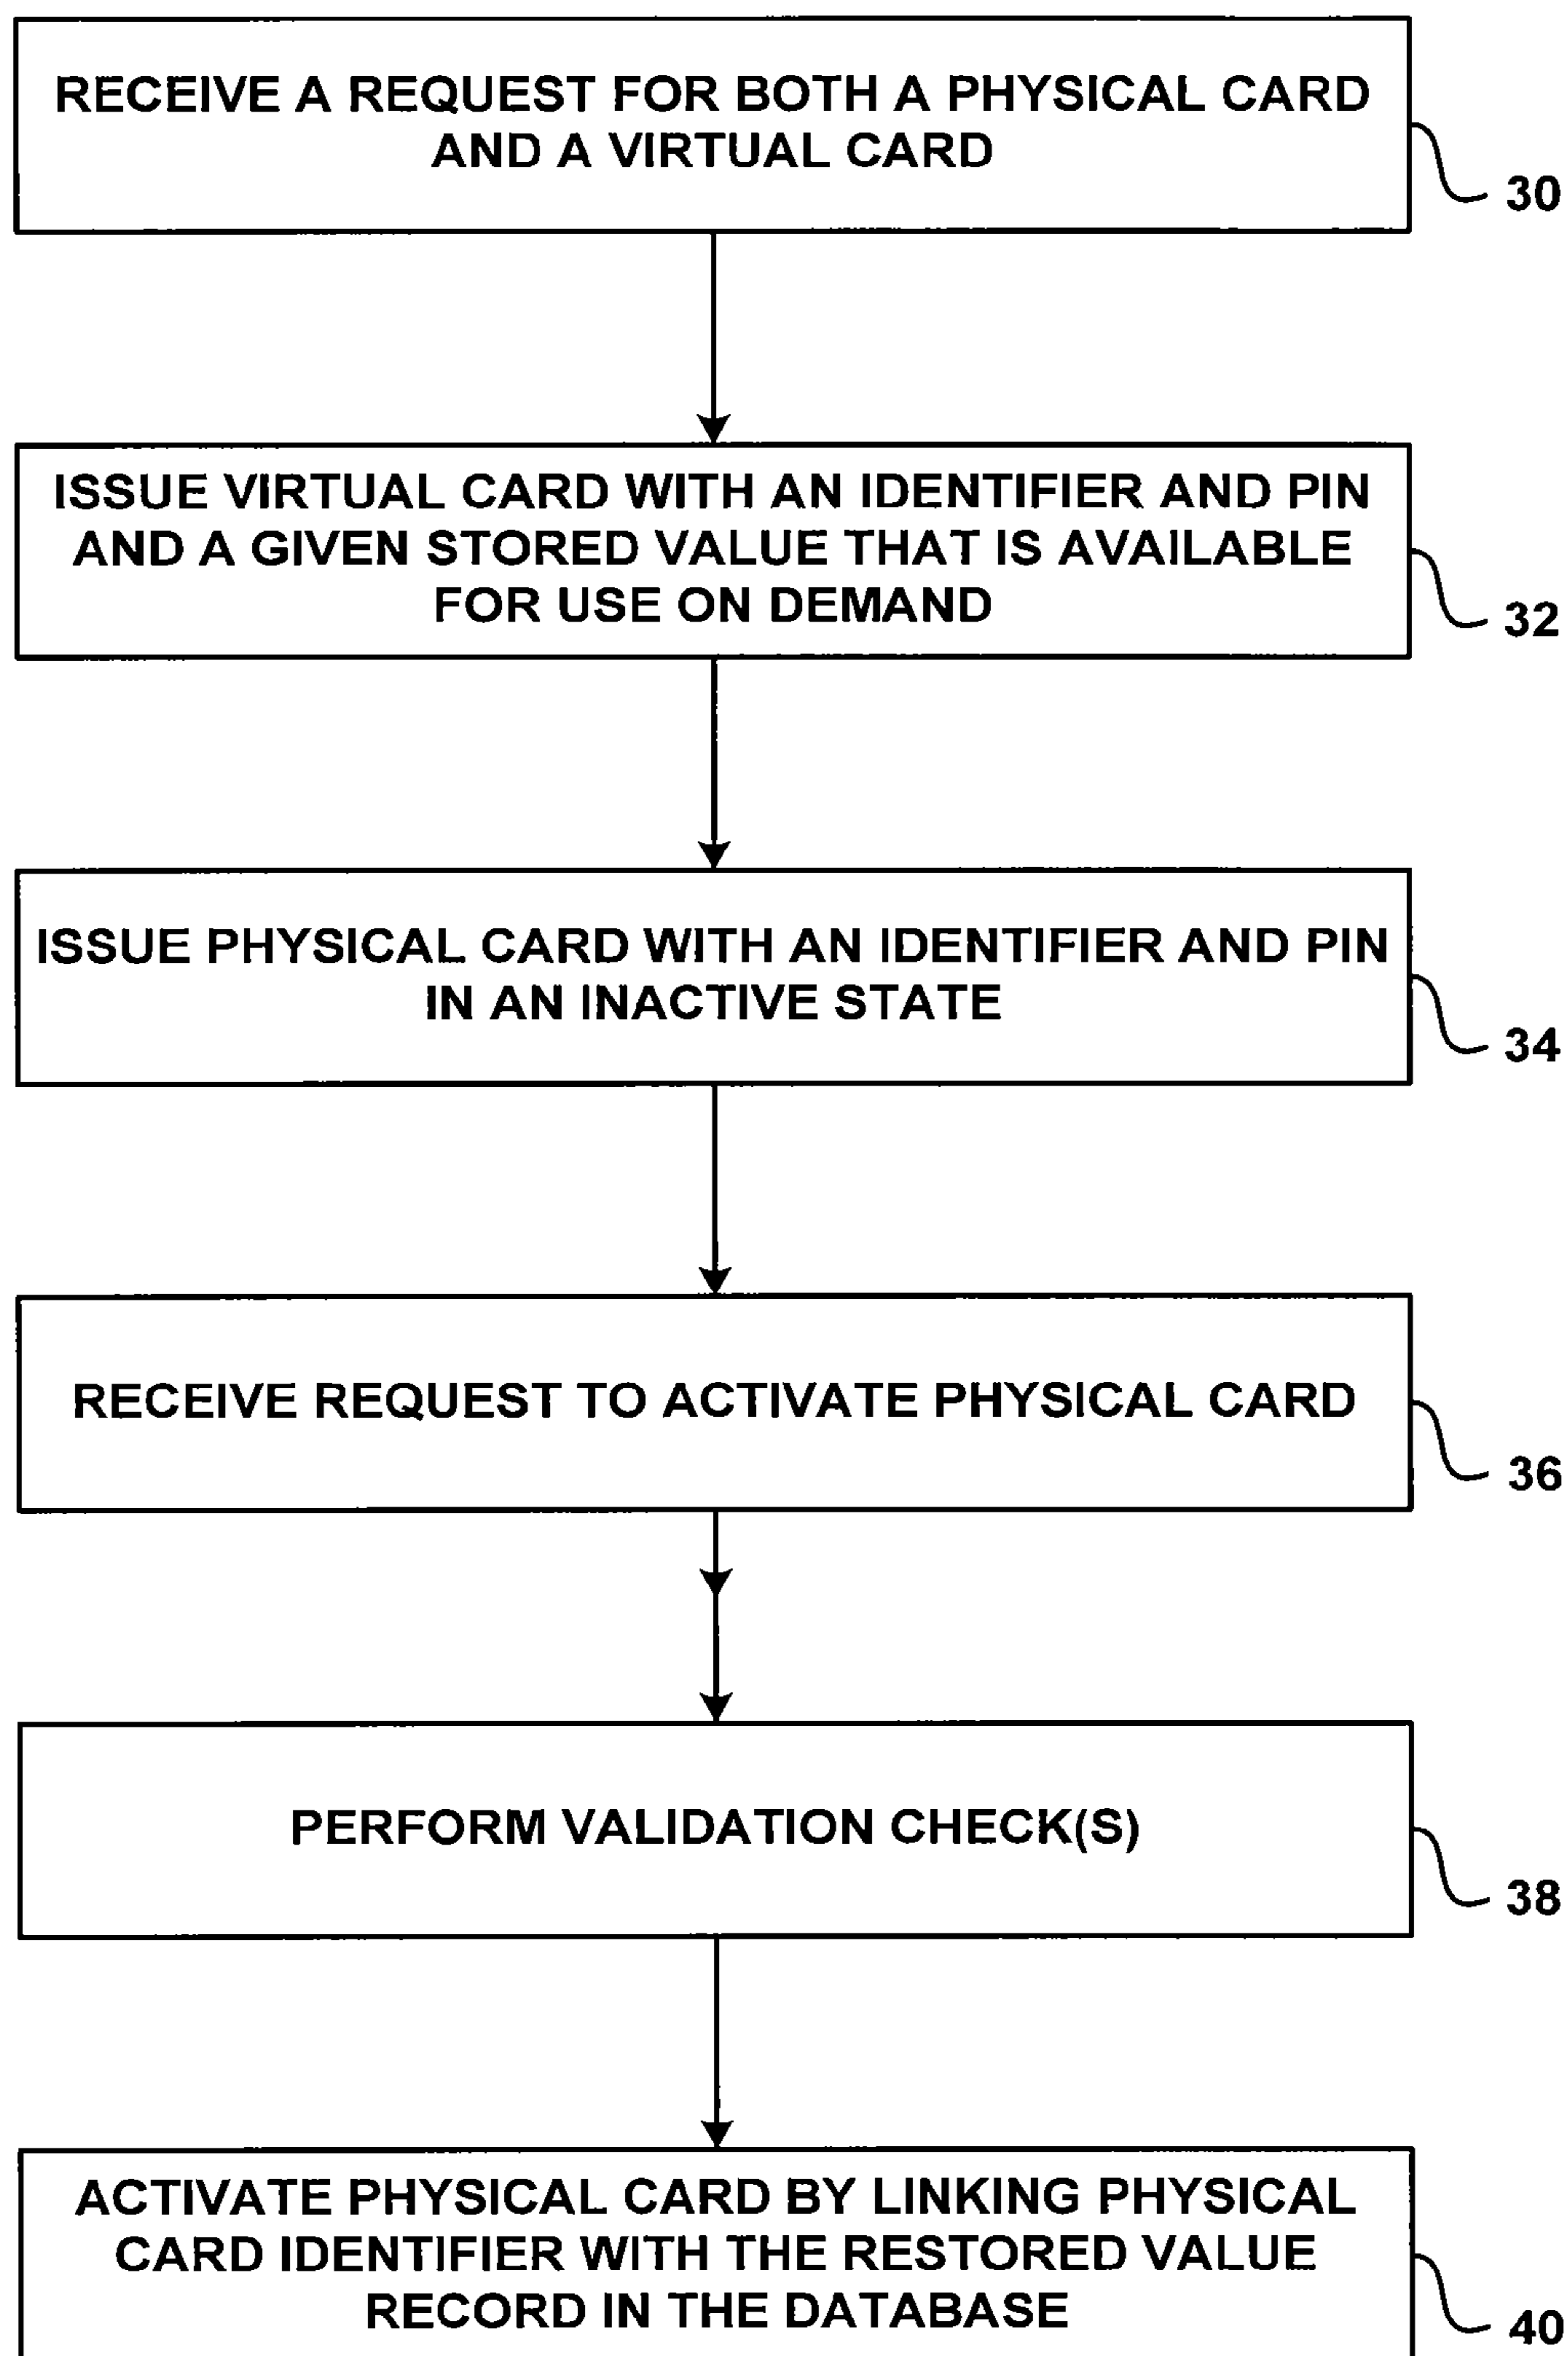 RECEIVE A REQUEST FOR BOTH A PHYSICAL CARD
AND A VIRTUAL CARD
30
ISSUE VIRTUAL CARD WITH AN IDENTIFIER AND PIN
AND A GIVEN STORED VALUE THAT IS AVAILABLE
FOR USE ON DEMAND
32
ISSUE PHYSICAL CARD WITH AN IDENTIFIER AND PIN
IN AN INACTIVE STATE
34
RECEIVE REQUEST TO ACTIVATE PHYSICAL CARD
36
PERFORM VALIDATION CHECK(S)
38
ACTIVATE PHYSICAL CARD BY LINKING PHYSICAL
CARD IDENTIFIER WITH THE RESTORED VALUE
RECORD IN THE DATABASE
40